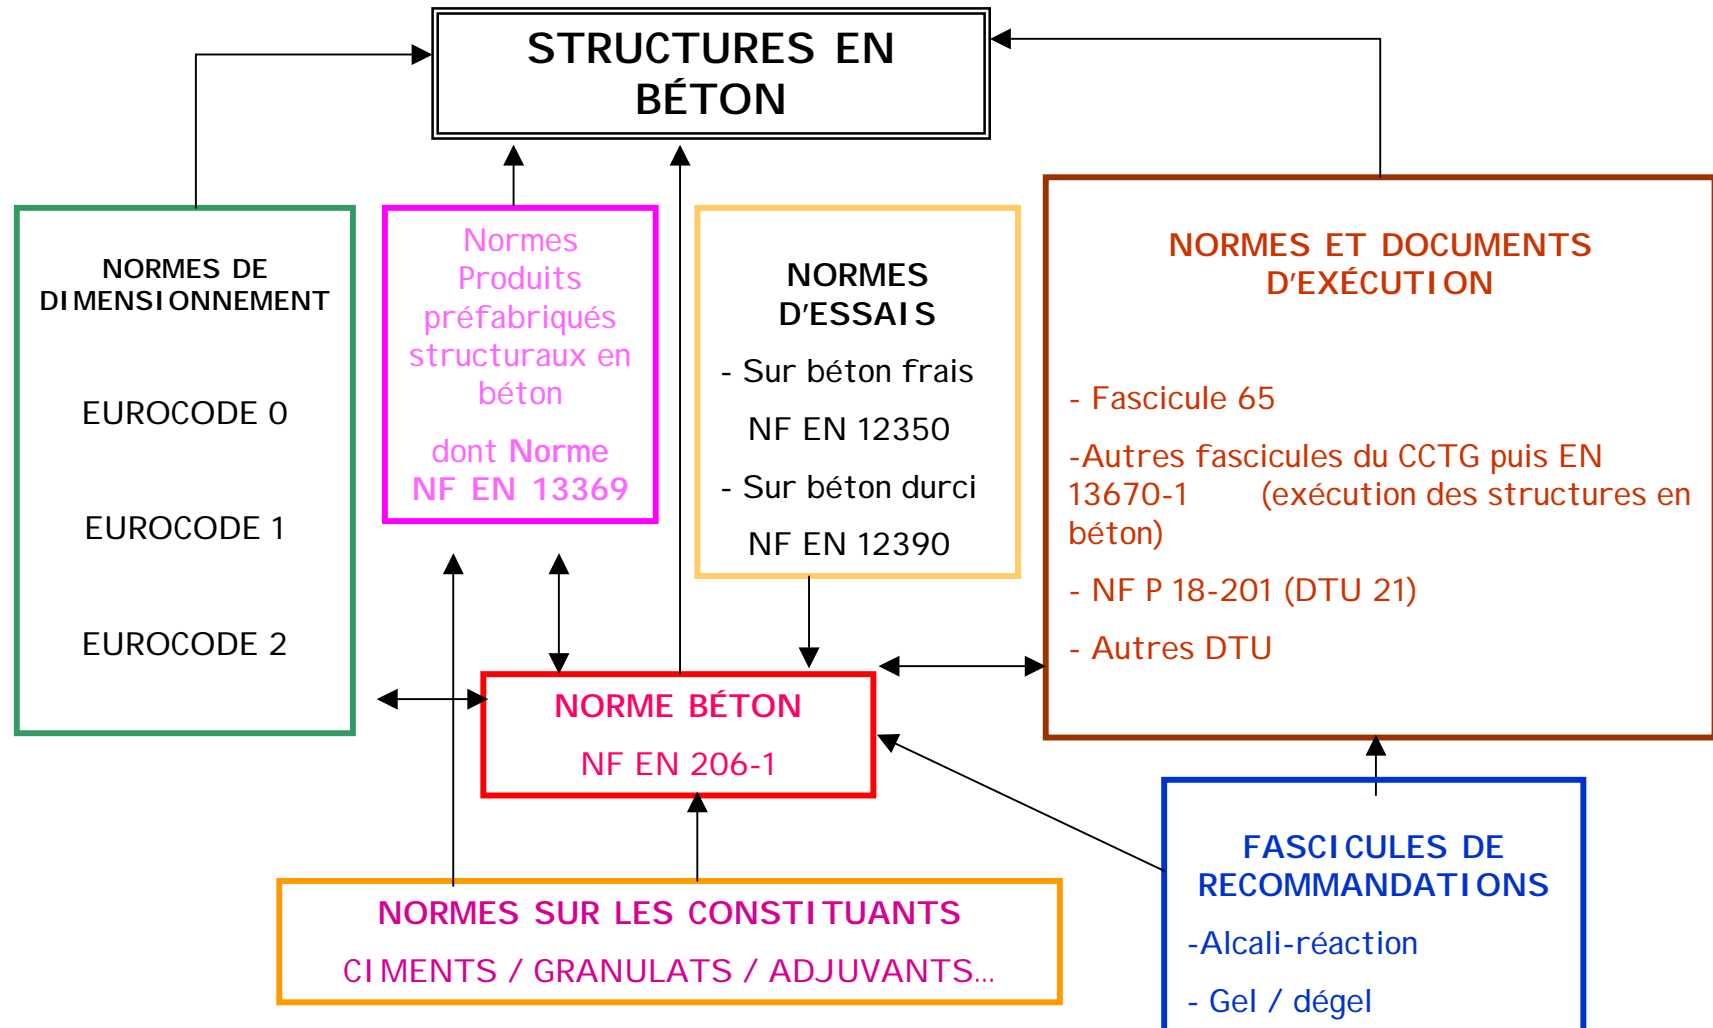 STRUCTURES EN
BÉTON
NORMES DE
DIMENSIONNEMENT
EUROCODE 0
EUROCODE 1
EUROCODE 2
Normes
Produits
préfabriqués
structuraux en
béton
dont Norme
NF EN 13369
NORMES
D'ESSAIS
- Sur béton frais
NF EN 12350
- Sur béton durci
NF EN 12390
NORMES ET DOCUMENTS
D'EXÉCUTION
- Fascicule 65
-Autres fascicules du CCTG puis EN
13670-1 (exécution des structures en
béton)
- NF P 18-201 (DTU 21)
- Autres DTU
NORME BÉTON
NF EN 206-1
NORMES SUR LES CONSTITUANTS
CIMENTS / GRANULATS / ADJUVANTS...
FASCICULES DE
RECOMMANDATIONS
-Alcali-réaction
- Gel / dégel